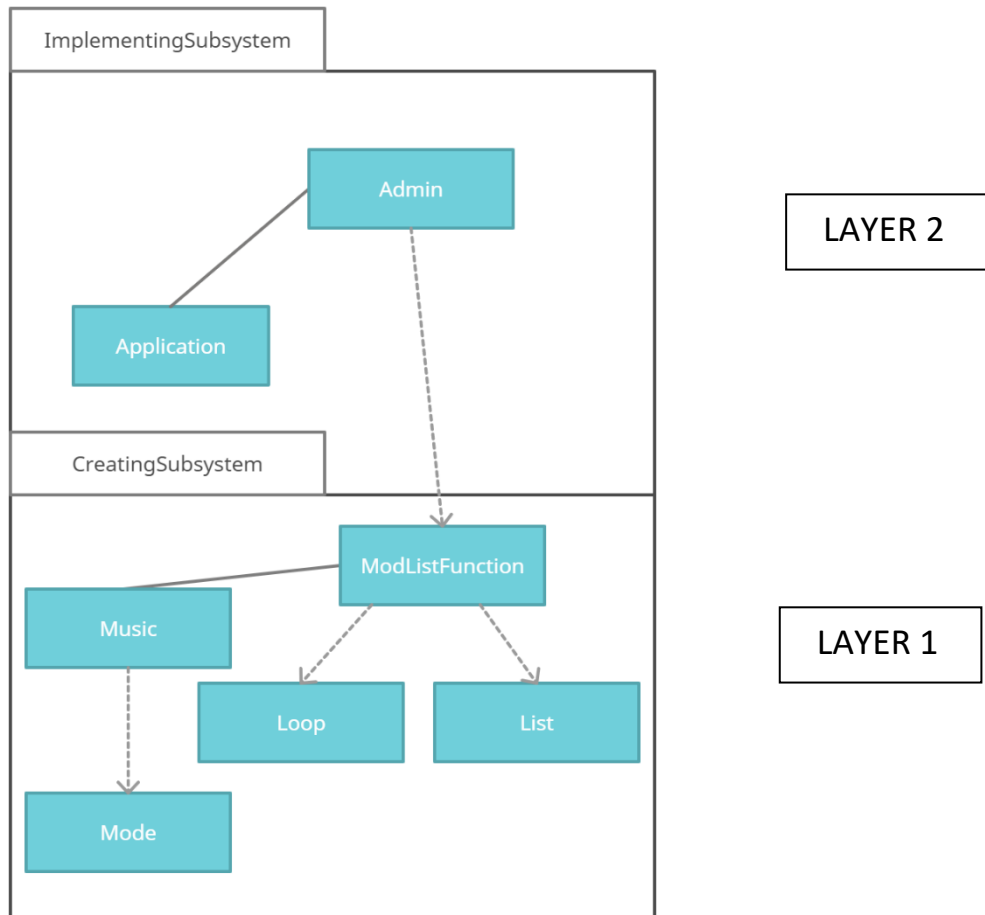 ImplementingSubsystem
Admin
LAYER 2
Application
CreatingSubsystem
ModListFunction
Music
LAYER 1
Loop
List
Mode